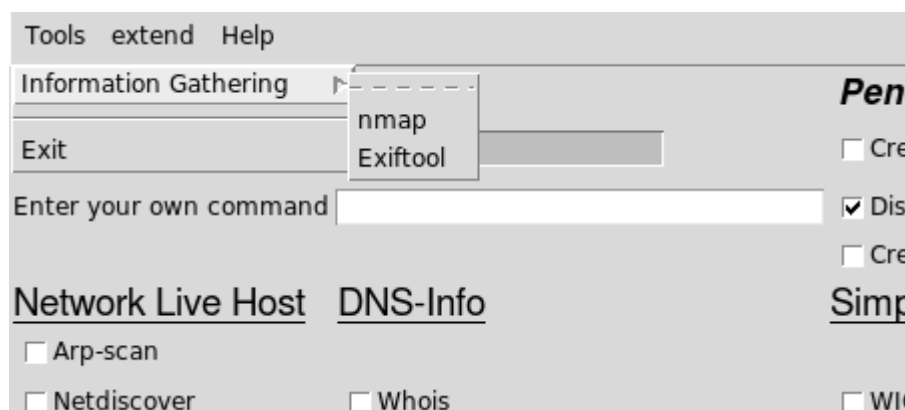 Tools extend Help
Information Gathering
nmap
Exiftool
Exit
Enter your own command
Network Live Host
Arp-scan
Netdiscover
DNS-Info
Whois